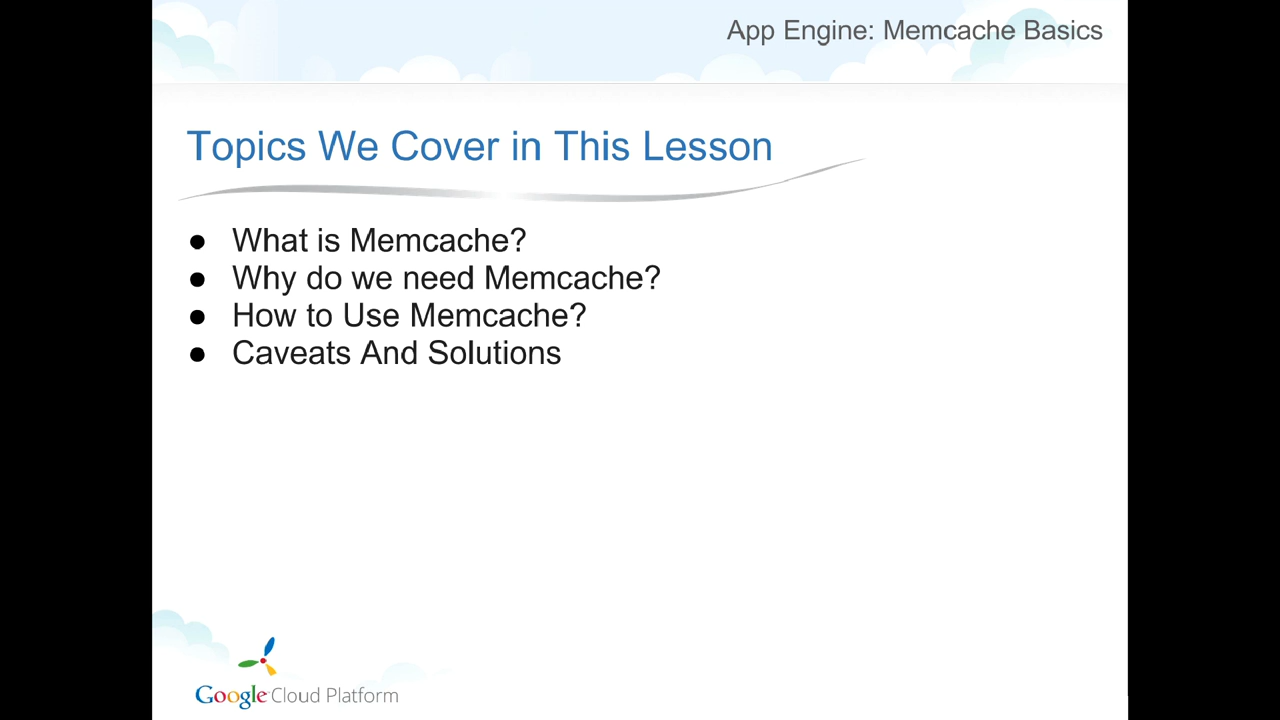 App Engine: Memcache Basics
Topics We Cover in This Lesson
● What is Memcache?
● Why do we need Memcache?
● How to Use Memcache?
● Caveats And Solutions
Google Cloud Platform